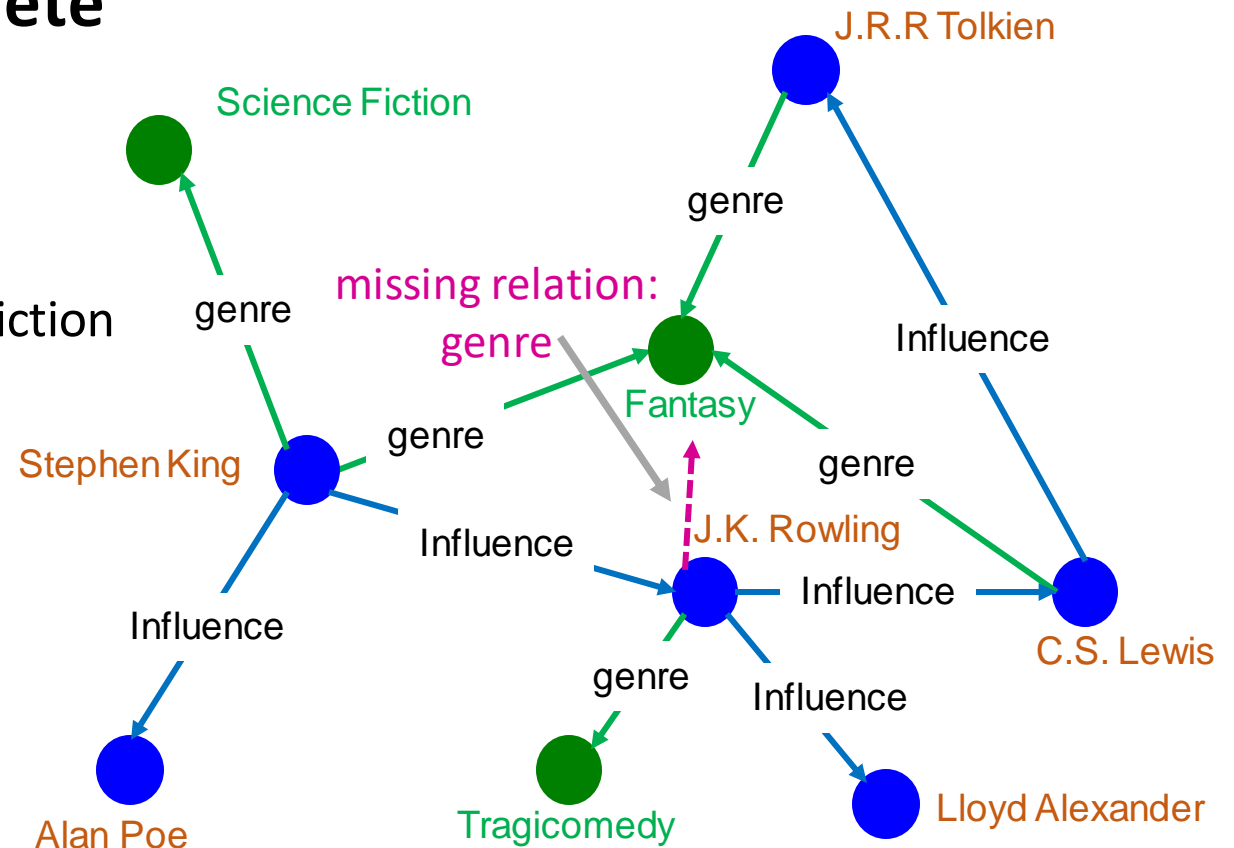 ete
J.R.R Tolkien
Science Fiction
genre
missing relation:
genre
iction
genre
Influence
Fantasy
genre
genre
Stephen King
J.K. Rowling
Influence
Influence
Influence
C.S. Lewis
genre
Influence
Lloyd Alexander
Tragicomedy
Alan Poe